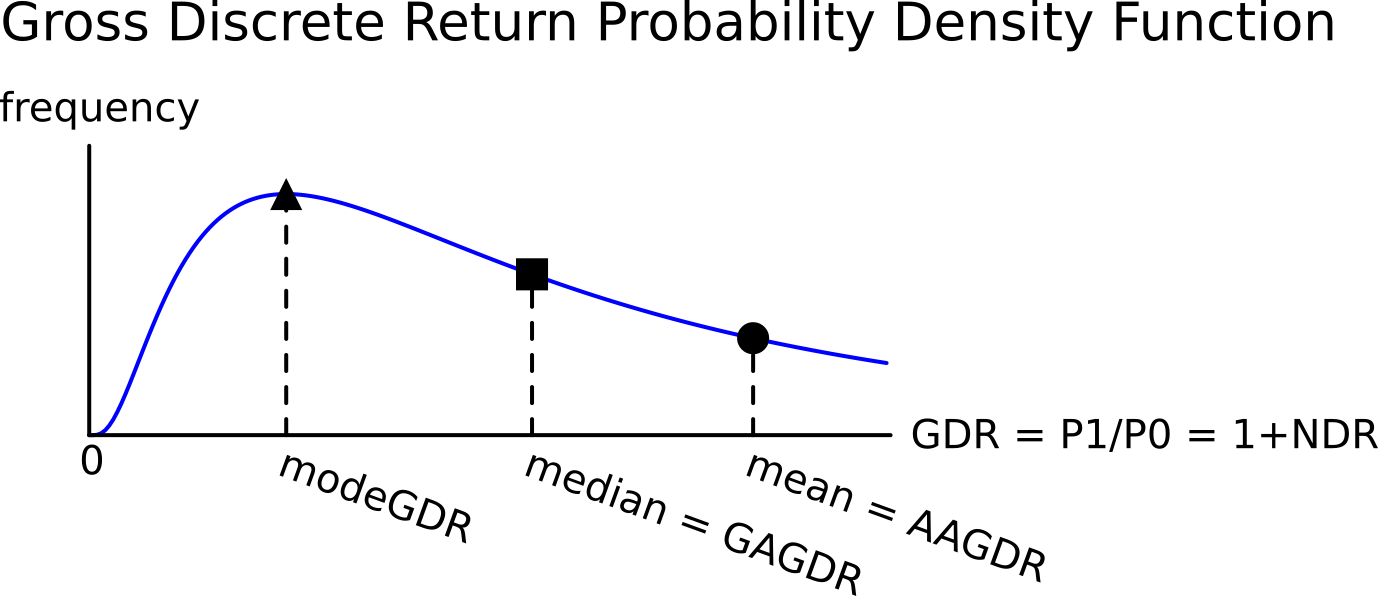 Gross Discrete Return Probability Density Function
frequency
GDR = P1/P0 = 1+NDR
0
modeGDR
median = GAGDR
mean = AAGDR